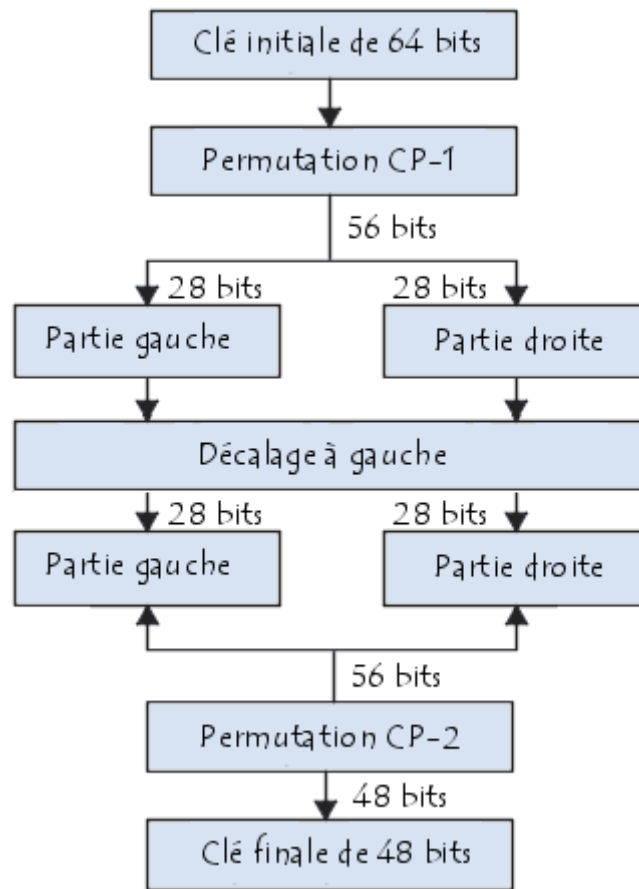 Clé initiale de 64 bits
Permutation CP-1
56 bits
28 bits
28 bits
Partie gauche
Partie droite
Décalage à gauche
28 bits
28 bits
Partie gauche
Partie droite
56 bits
Permutation CP-2
48 bits
Clé finale de 48 bits